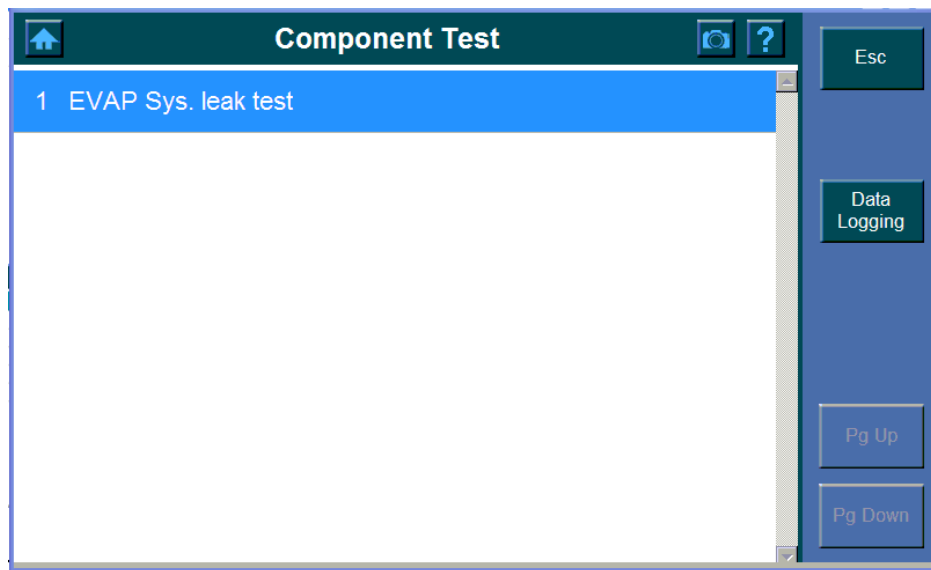 Component Test
?
Esc
1 EVAP Sys. leak test
Data
Logging
Pg Up
Pg Down